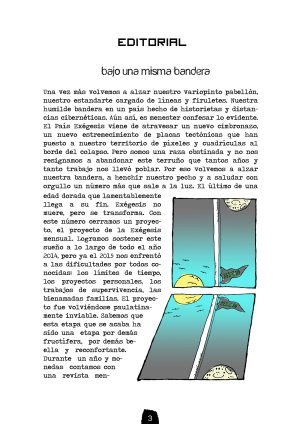 EDITORIAL
bajo una misma bandera
Una vez más volvemos a alzar nuestro variopinto pabellón,
nuestro estandarte cargado de líneas y firuletes. Nuestra
humilde bandera en un país hecho de historietas y distan-
cias cibernéticas. Aún así, es menester confesar lo evidente.
El País Exégesis viene de atravesar un nuevo cimbronazo,
un nuevo estremecimiento de placas tectónicas que han
puesto a nuestro territorio de píxeles y cuadrículas al
borde del colapso. Pero somos una raza obstinada y no nos
resignamos a abandonar este terruño que tantos años y
tanto trabajo nos llevó poblar. Por eso volvemos a alzar
nuestra bandera, a henchir nuestro pecho y a saludar con
orgullo un número más que sale a la luz. El último de una
edad dorada que lamentablemente
llega a su fin. Exégesis no
muere, pero se transforma. Con
este número cerramos un proyec-
to, el proyecto de la Exégesis
mensual. Logramos sostener este
sueño a lo largo de todo el año
2014, pero ya el 2015 nos enfrentó
a las dificultades por todos co-
nocidas: los límites de tiempo,
los proyectos personales, los
trabajos de supervivencia, las
bienamadas familias. El proyec-
to fue volviéndose paulatina-
mente inviable. Sabemos que
esta etapa que se acaba ha
sido una etapa por demás
fructífera, por demás be-
lla y reconfortante.
Durante un año y mo-
nedas contamos con
una revista men-
3